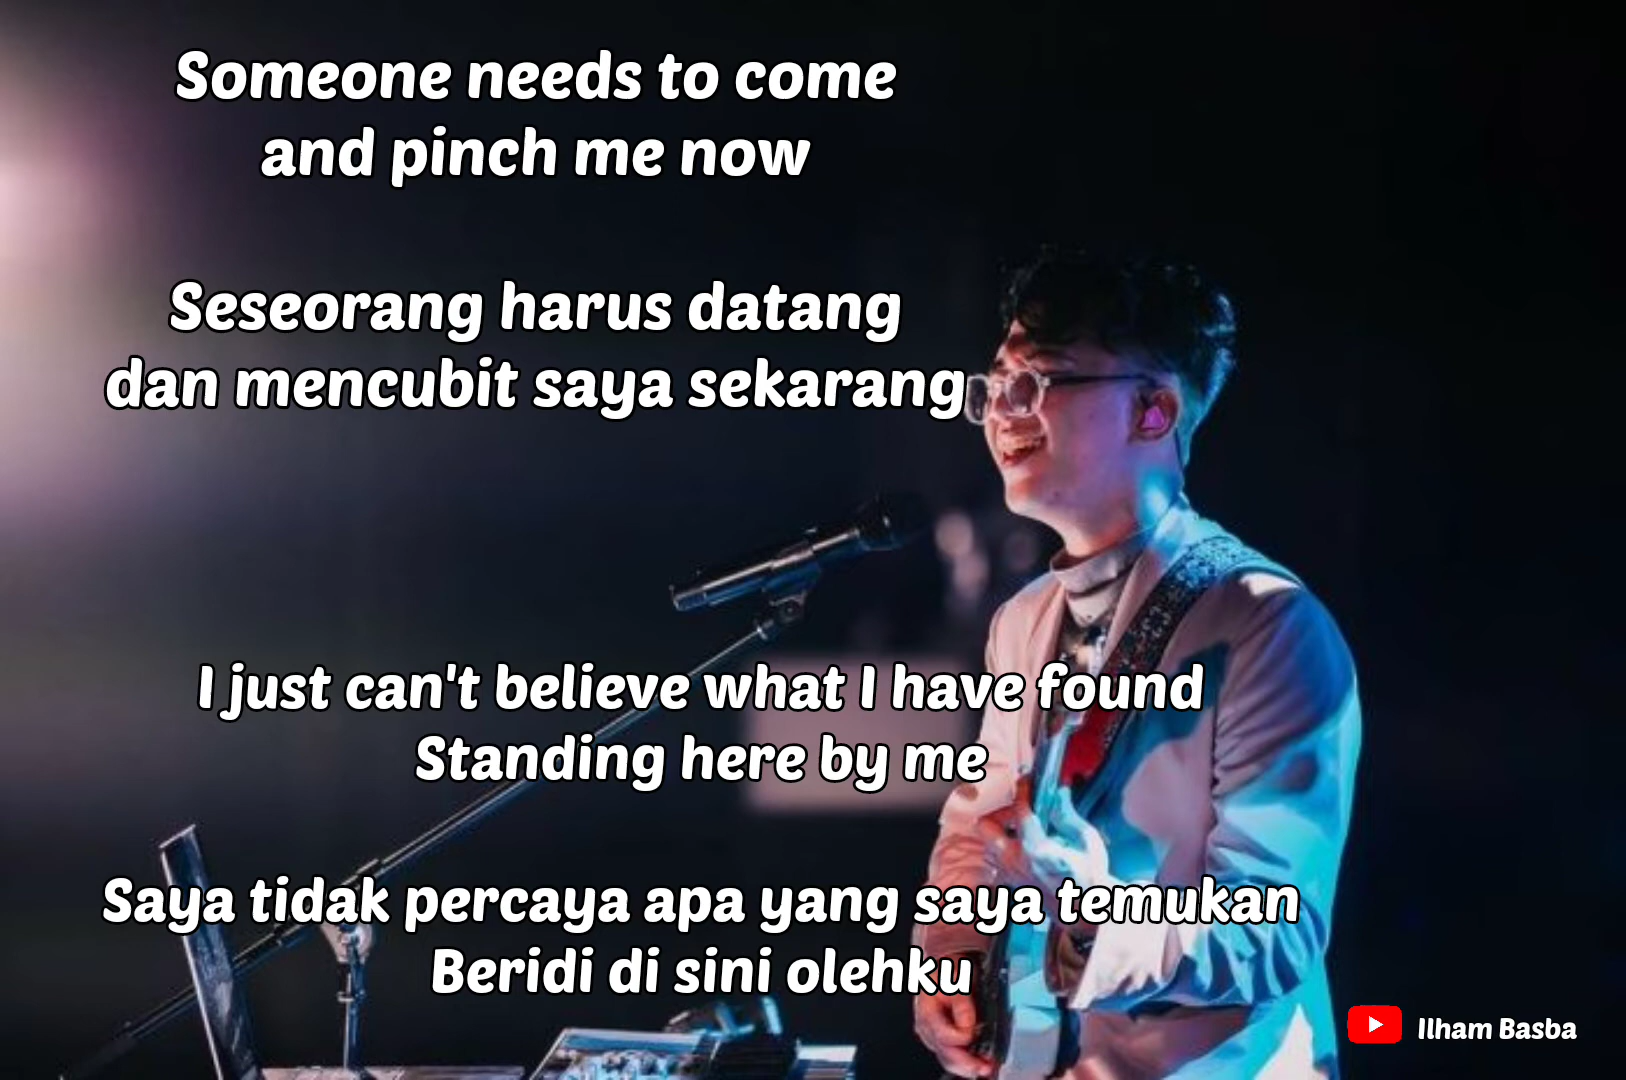 Someone needs to come
and pinch me now
Seseorang harus datang
dan mencubit saya sekarang
I just can't believe what I have found
Standing here by me
Saya tidak percaya apa yang saya temukan
Beridi di sini olehku
Ilham Basba